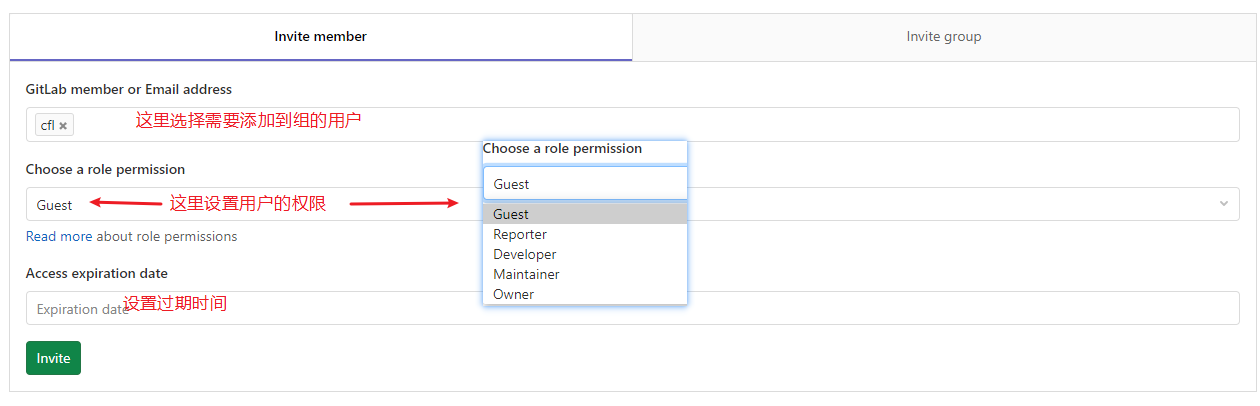 Invite member
Invite group
GitLab member or Email address
cfl ×
这里选择需要添加到组的用户
Choose a role permission
Guest
这里设置用户的权限
Choose a role permission
Guest
Guest
Reporter
Developer
Maintainer
Owner
Read more about role permissions
Access expiration date
Expiration date
设置过期时间
Invite